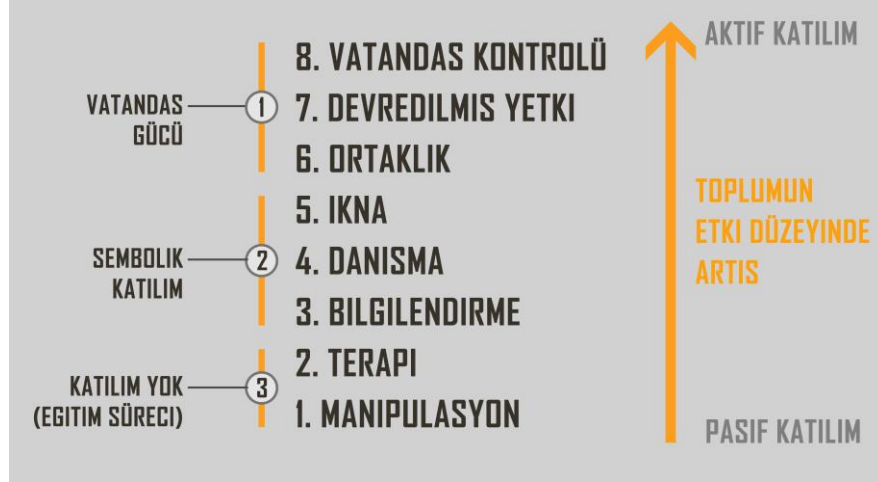 AKTIF KATILIM
8. VATANDAS KONTROLÜ
VATANDAS
GÜCÜ
1
7. DEVREDILMIS YETKI
6. ORTAKLIK
5. IKNA
TOPLUMUN
ETKI DÜZEYINDE
ARTIS
SEMBOLIK
KATILIM
2
4. DANISMA
3. BILGILENDIRME
2. TERAPI
KATILIM YOK
(EGITIM SÜRECI)
3
1. MANIPULASYON
PASIF KATILIM